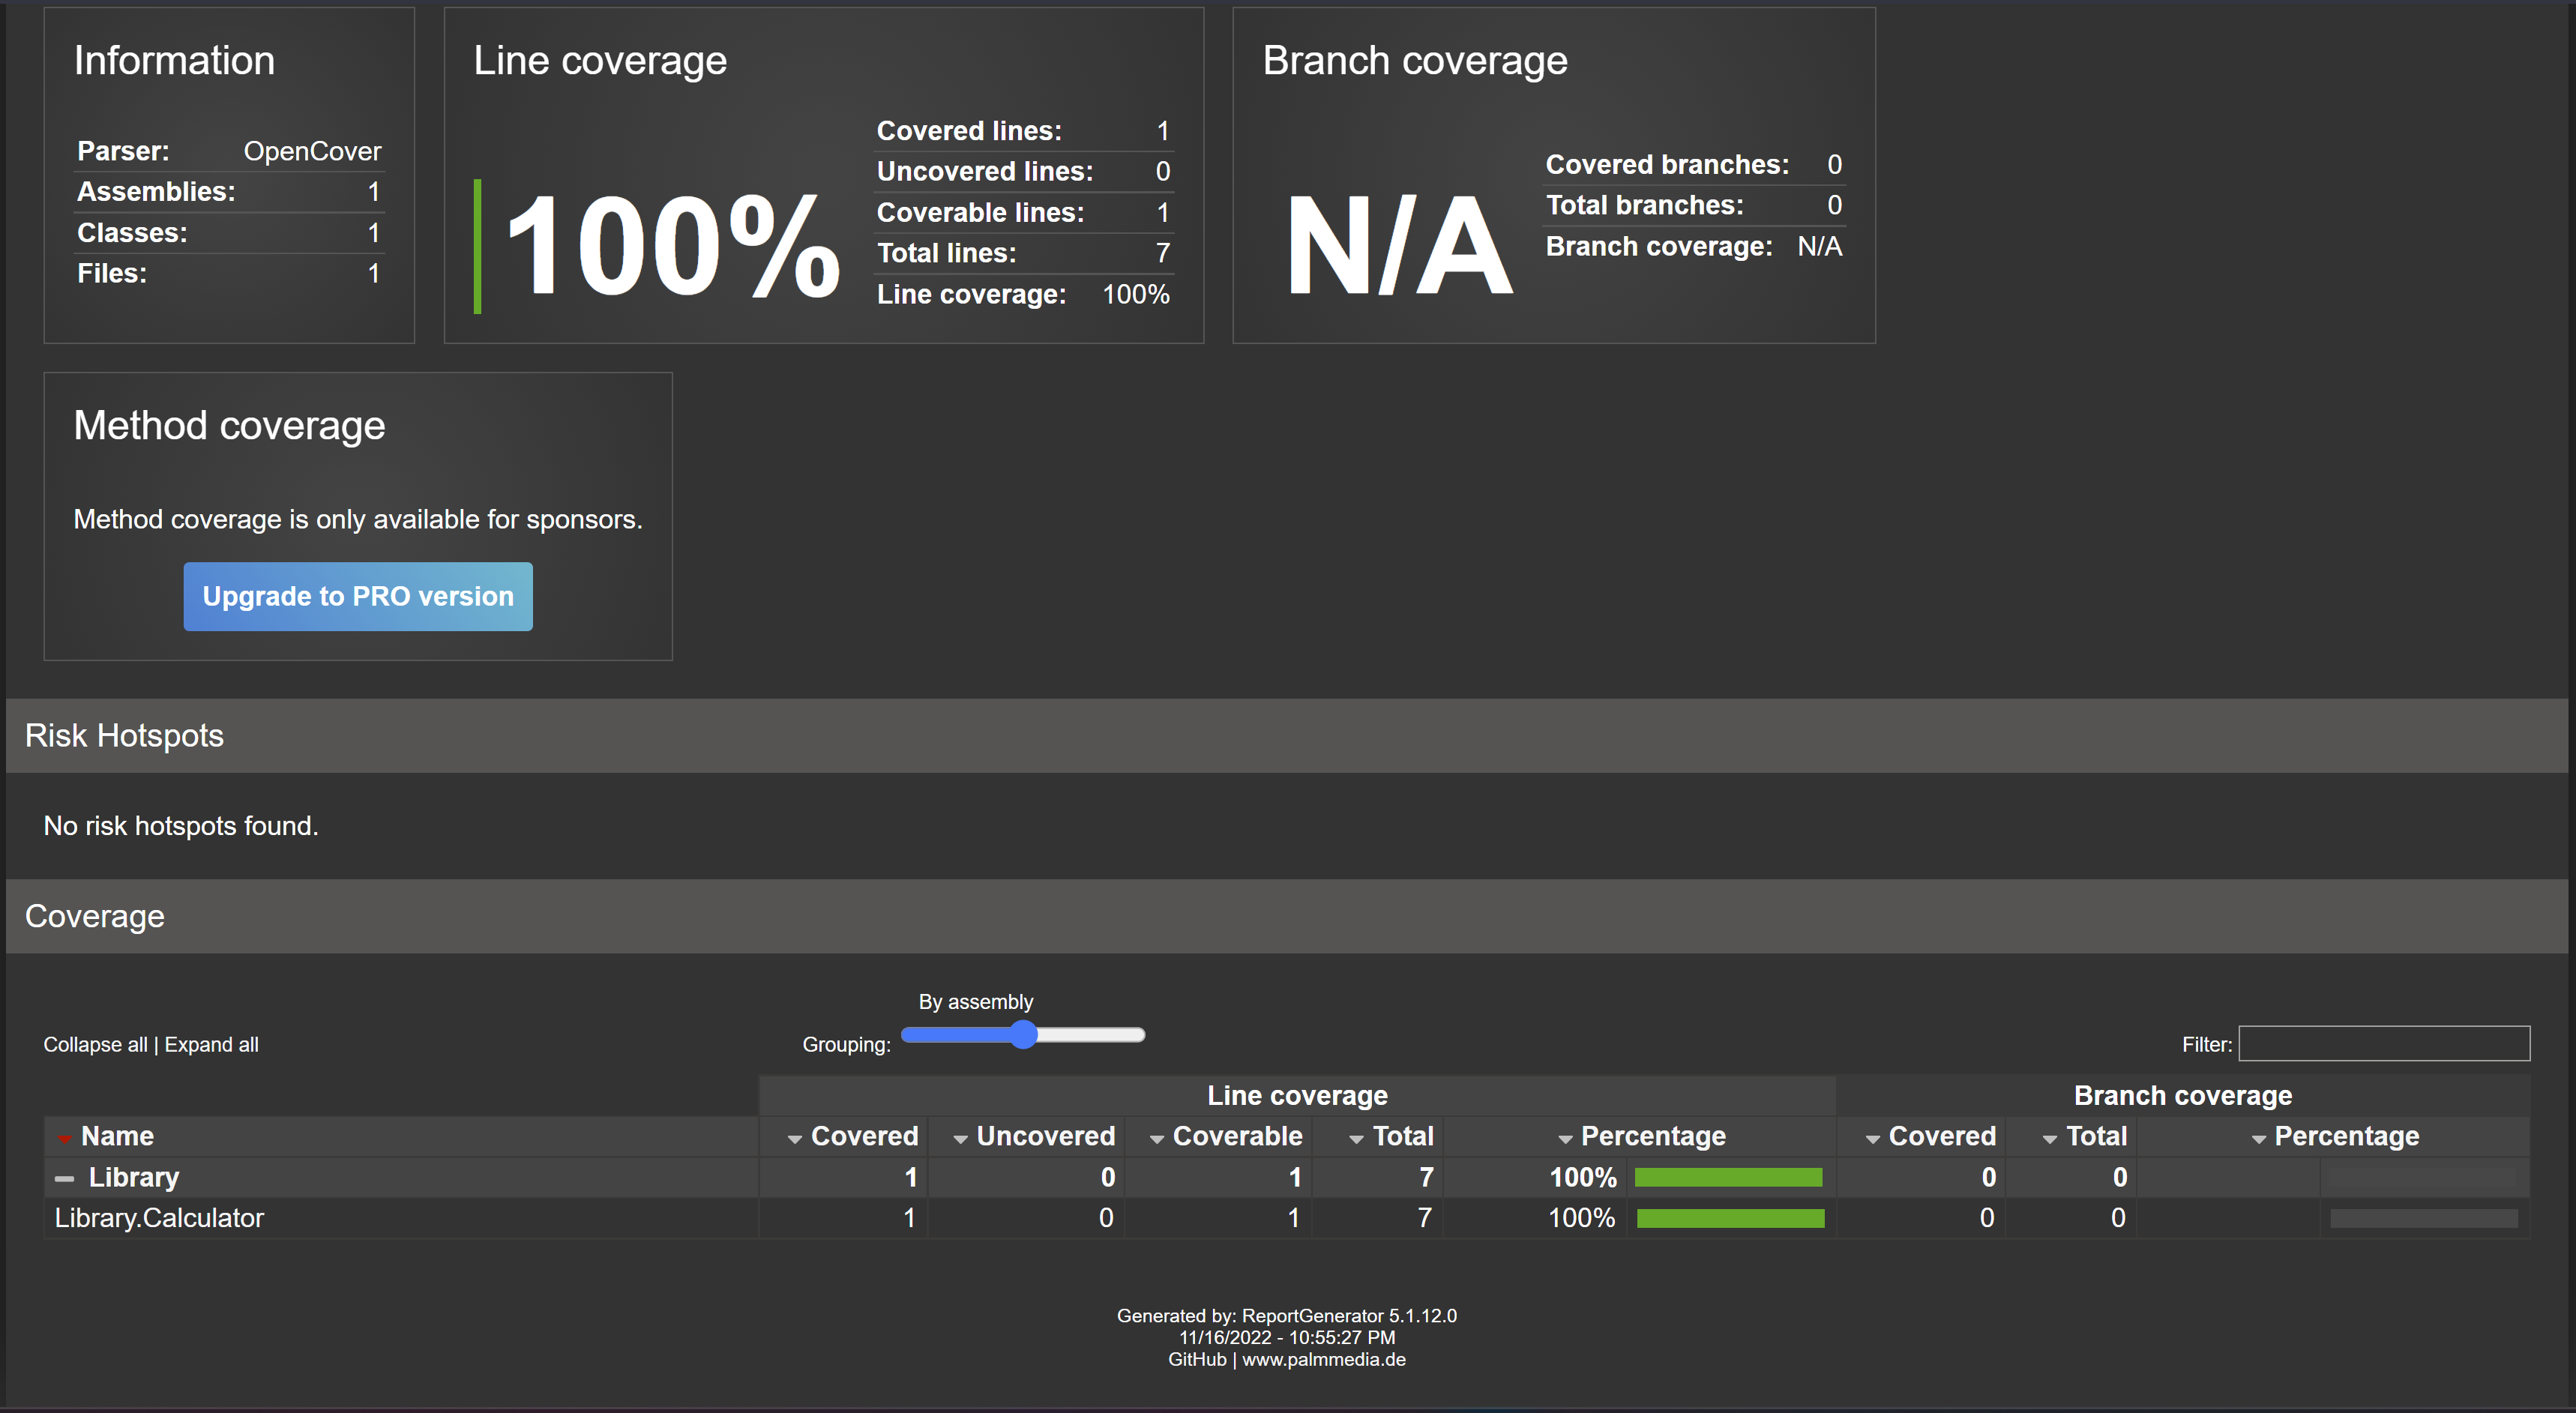 Information
Parser: OpenCover
Assemblies: 1
Classes: 1
Files: 1
Line coverage
100%
Covered lines: 1
Uncovered lines: 0
Coverable lines: 1
Total lines: 7
Line coverage: 100%
Branch coverage
N/A
Covered branches: 0
Total branches: 0
Branch coverage: N/A
Method coverage
Method coverage is only available for sponsors.
Upgrade to PRO version
Risk Hotspots
No risk hotspots found.
Coverage
Collapse all | Expand all
By assembly
Grouping:
Filter:
Line coverage Branch coverage
Name Covered Uncovered Coverable Total Percentage Covered Total Percentage
Library 1 0 1 7 100% 0 0
Library.Calculator 1 0 1 7 100% 0 0
Generated by: ReportGenerator 5.1.12.0
11/16/2022 - 10:55:27 PM
GitHub | www.palmmedia.de